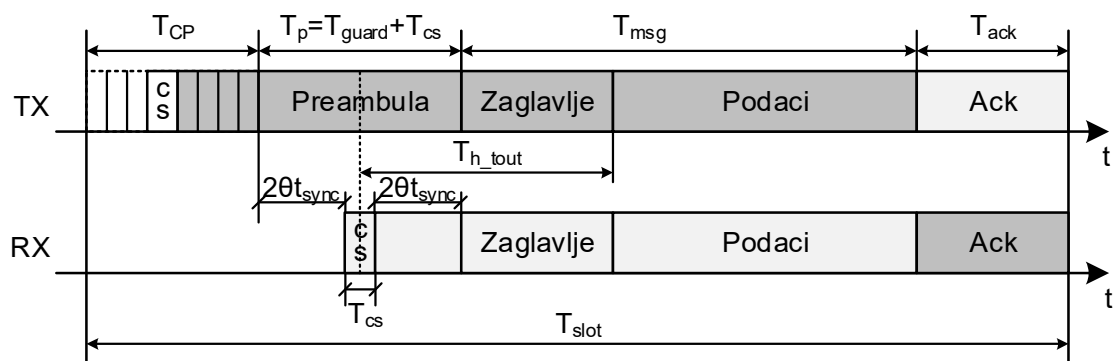 T_CP T_p=T_guard+T_cs T_msg T_ack
TX cs Preambula Zaglavlje Podaci Ack
t
T_h_tout
2θt_sync 2θt_sync
RX cs Zaglavlje Podaci Ack
t
T_cs
T_slot